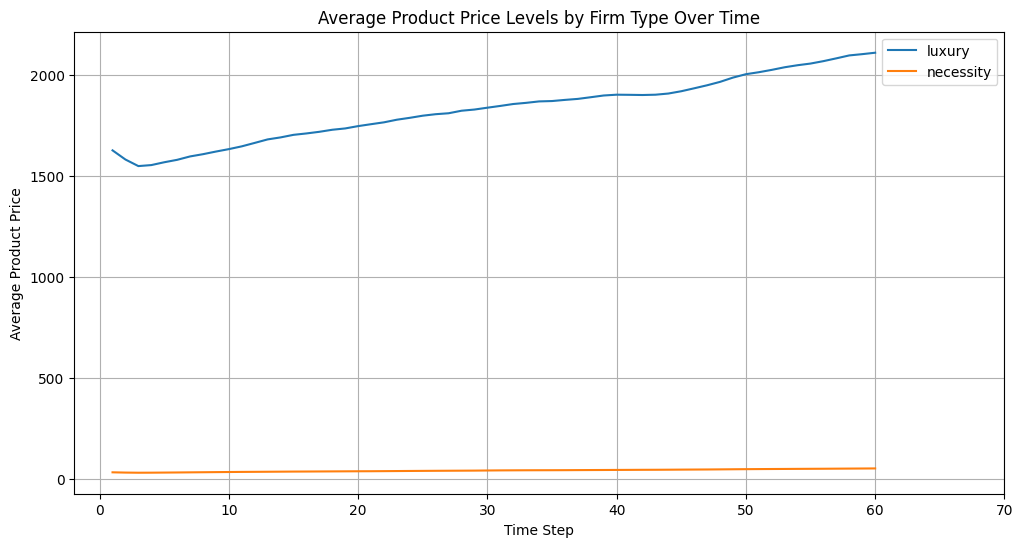 Average Product Price Levels by Firm Type Over Time
luxury
necessity
Average Product Price
2000
1500
1000
500
0
0 10 20 30 40 50 60 70
Time Step